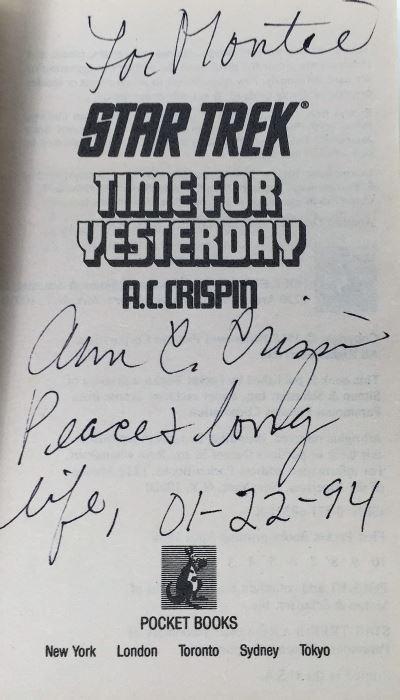 For Montee
STAR TREK®
TIME FOR
YESTERDAY
A.C. CRISPIN
Ann C. Crispin
Peace & long
life, 01-22-94
POCKET BOOKS
New York London Toronto Sydney Tokyo